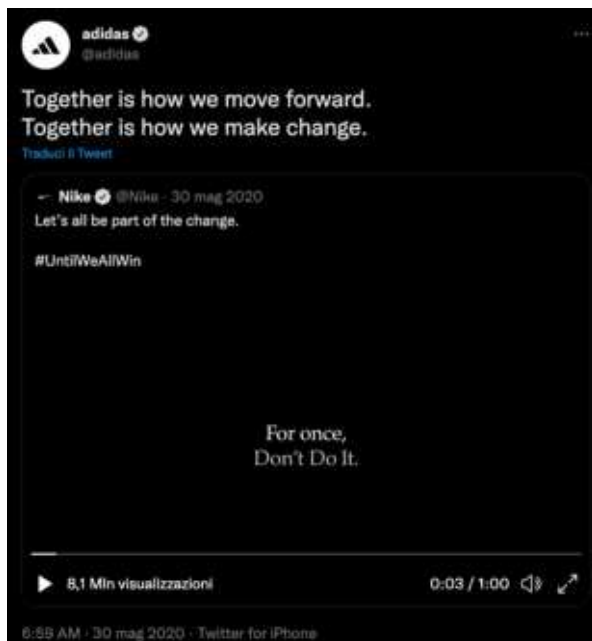 adidas
@adidas
Together is how we move forward.
Together is how we make change.
Traduci il Tweet
Nike @Nike · 30 mag 2020
Let's all be part of the change.
#UntilWeAllWin
For once,
Don't Do It.
8,1 Mln visualizzazioni 0:03 / 1:00
6:59 AM · 30 mag 2020 · Twitter for iPhone